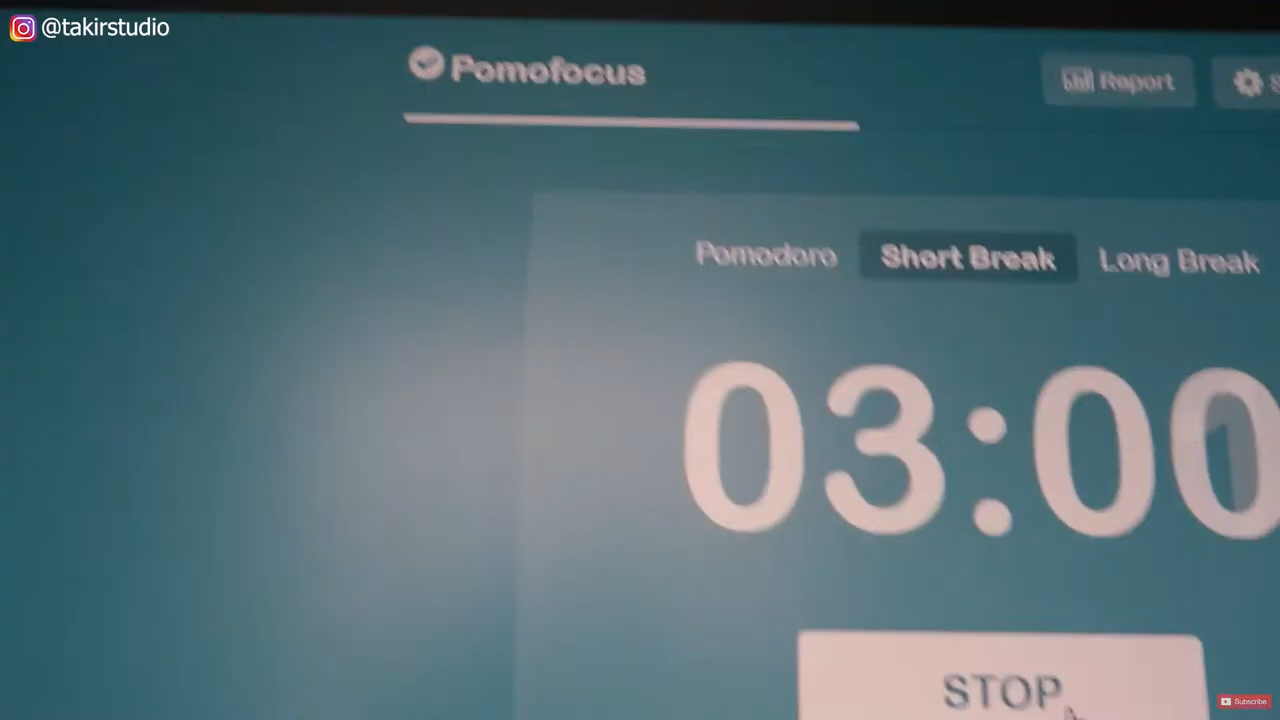 @takirstudio
Pomofocus
Report
Pomodoro Short Break Long Break
03:00
STOP
Subscribe